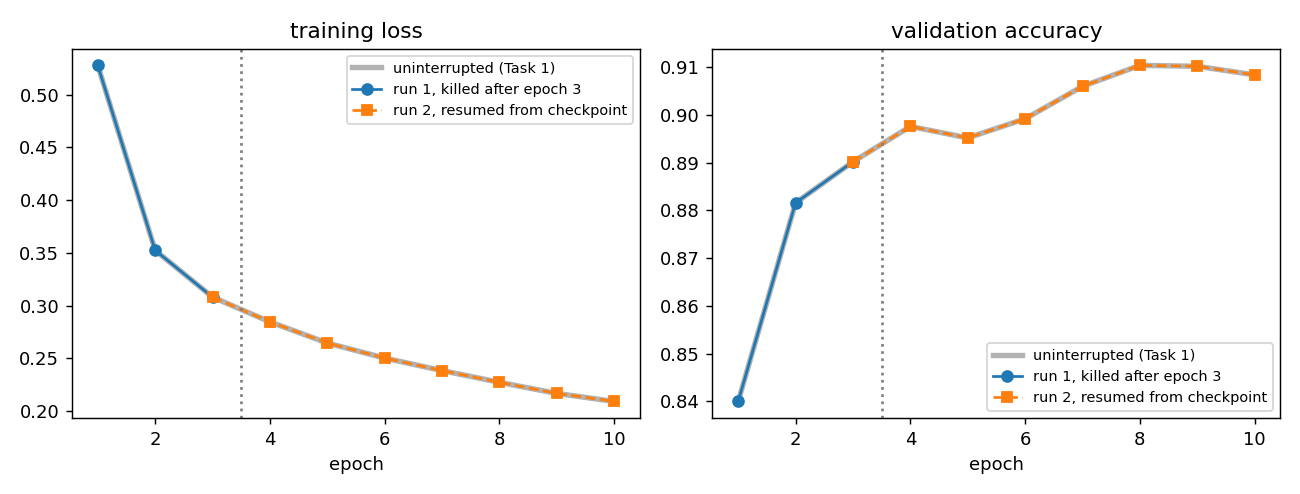 training loss
uninterrupted (Task 1)
run 1, killed after epoch 3
run 2, resumed from checkpoint
0.50
0.45
0.40
0.35
0.30
0.25
0.20
2
4
6
8
10
epoch
validation accuracy
0.91
0.90
0.89
0.88
0.87
0.86
0.85
0.84
uninterrupted (Task 1)
run 1, killed after epoch 3
run 2, resumed from checkpoint
2
4
6
8
10
epoch